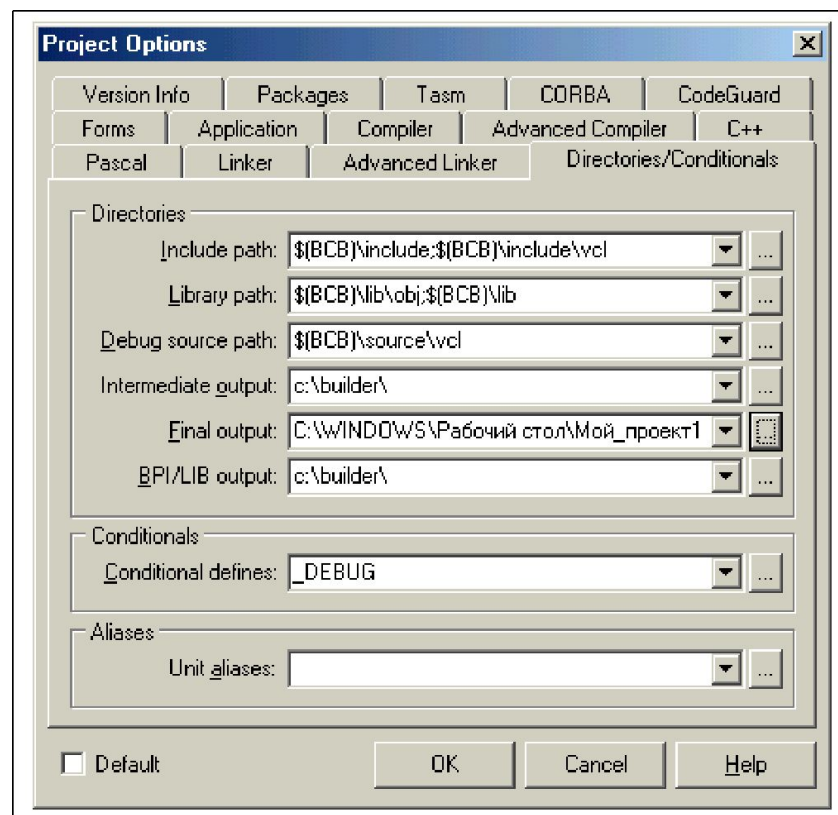 Project Options
Version Info Packages Tasm CORBA CodeGuard
Forms Application Compiler Advanced Compiler C++
Pascal Linker Advanced Linker Directories/Conditionals
Directories
Include path: $(BCB)\include;$(BCB)\include\vcl ...
Library path: $(BCB)\lib\obj;$(BCB)\lib ...
Debug source path: $(BCB)\source\vcl ...
Intermediate output: c:\builder\ ...
Final output: C:\WINDOWS\Рабочий стол\Мой_проект1 ...
BPI/LIB output: c:\builder\ ...
Conditionals
Conditional defines: _DEBUG ...
Aliases
Unit aliases: ...
Default OK Cancel Help